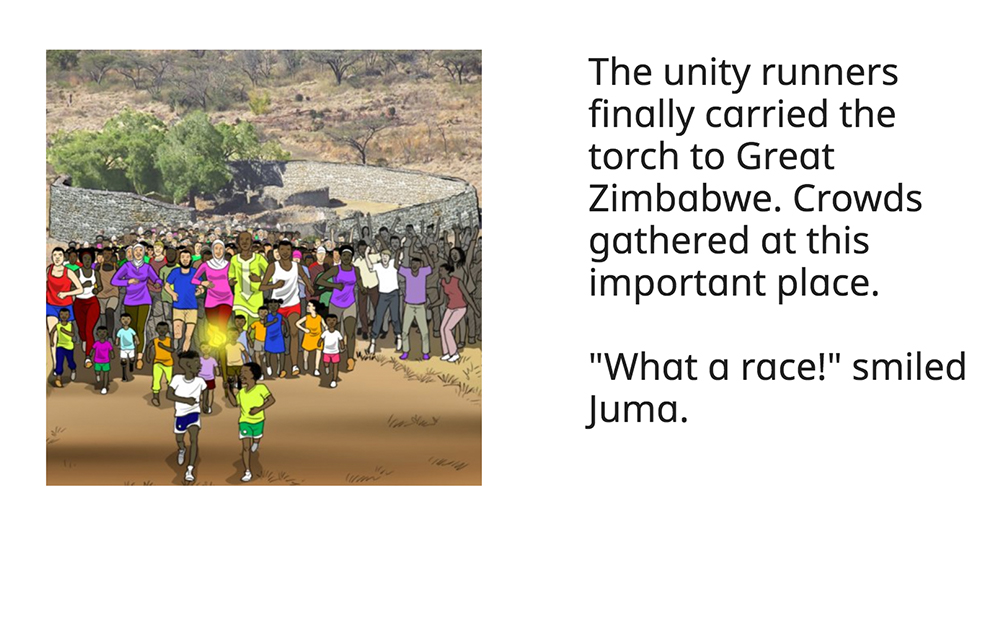 The unity runners
finally carried the
torch to Great
Zimbabwe. Crowds
gathered at this
important place.
"What a race!" smiled
Juma.